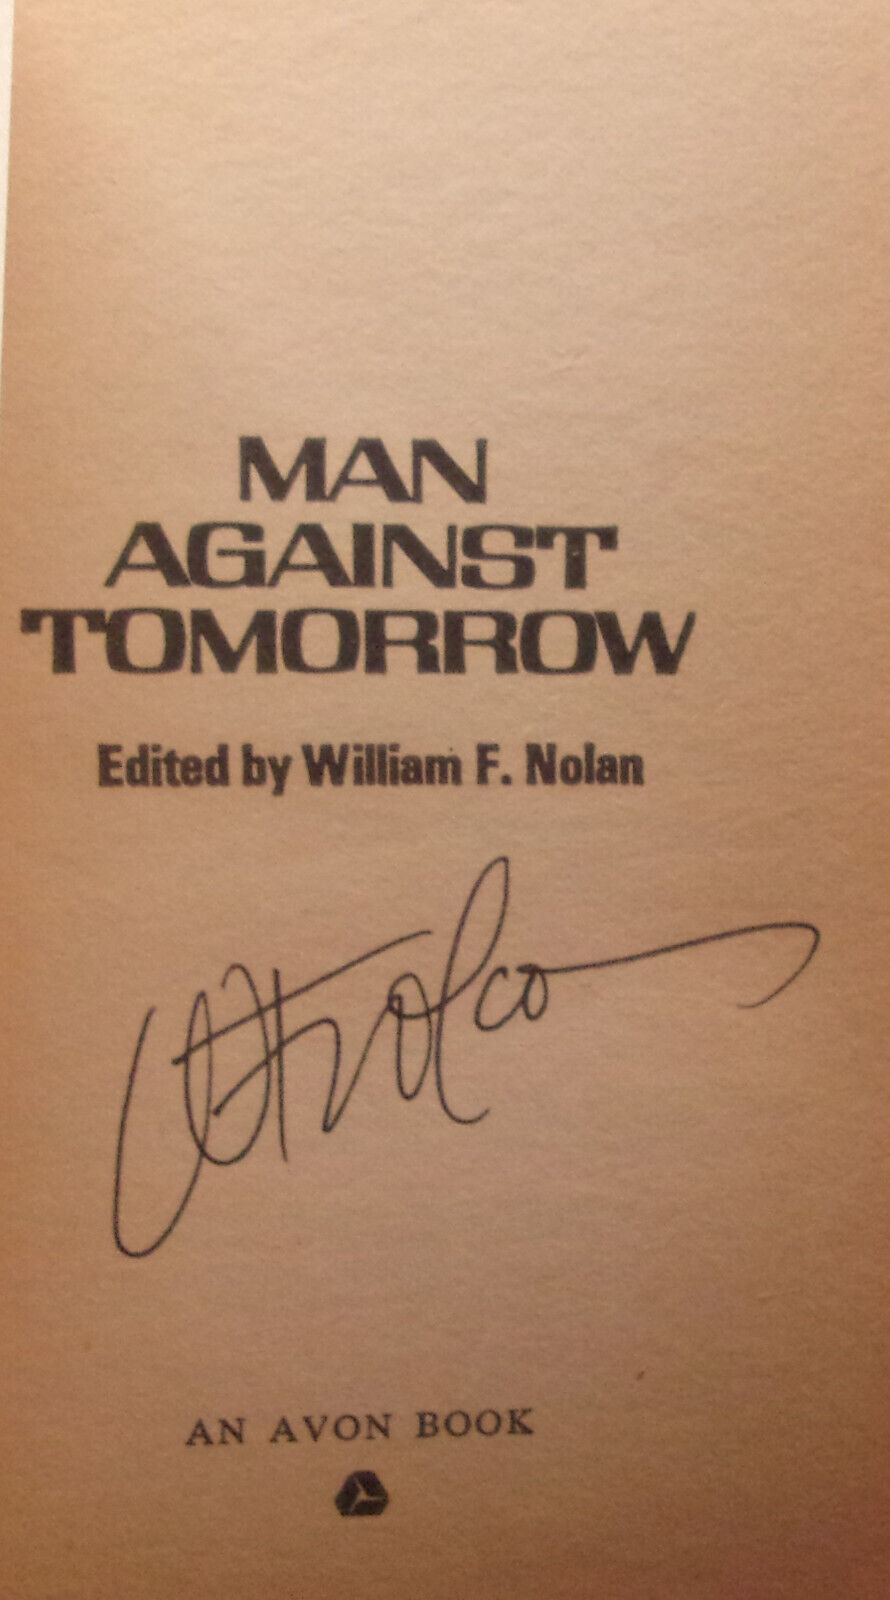 MAN
AGAINST
TOMORROW
Edited by William F. Nolan
AN AVON BOOK